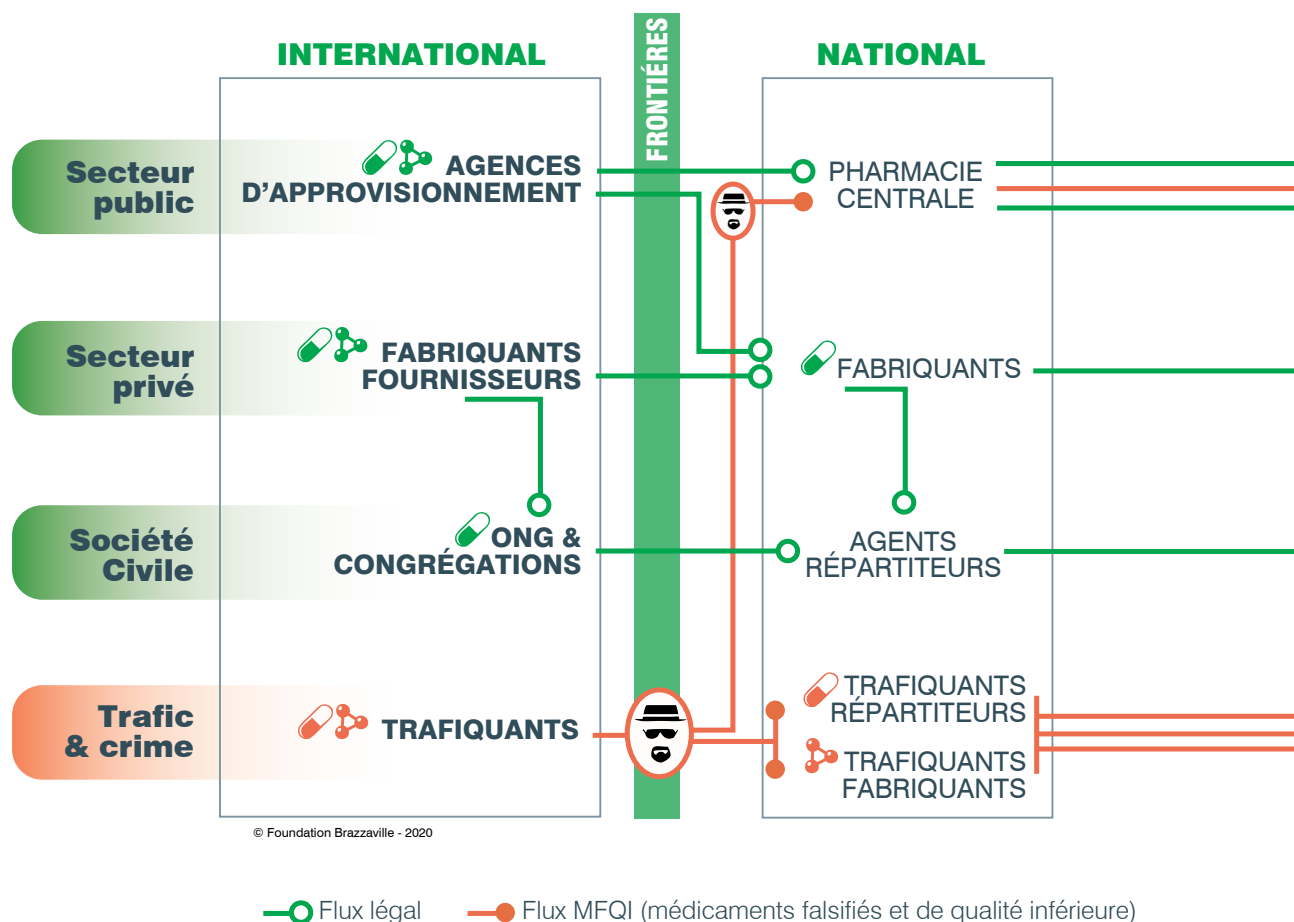 INTERNATIONAL
FRONTIÉRES
NATIONAL
Secteur
public
AGENCES
D'APPROVISIONNEMENT
PHARMACIE
CENTRALE
Secteur
privé
FABRIQUANTS
FOURNISSEURS
FABRIQUANTS
Société
Civile
ONG &
CONGRÉGATIONS
AGENTS
RÉPARTITEURS
Trafic
& crime
TRAFIQUANTS
TRAFIQUANTS
RÉPARTITEURS
TRAFIQUANTS
FABRIQUANTS
© Foundation Brazzaville - 2020
Flux légal
Flux MFQI (médicaments falsifiés et de qualité inférieure)